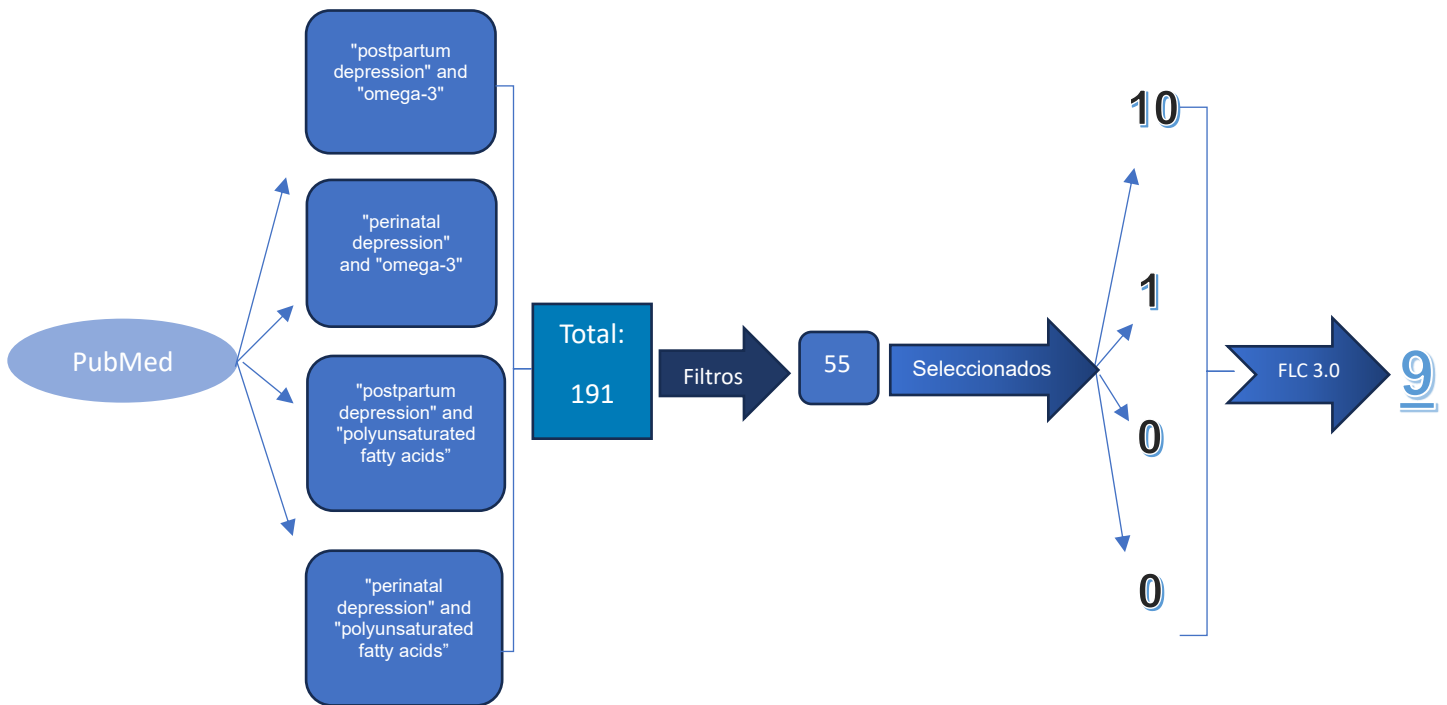 PubMed
"postpartum
depression" and
"omega-3"
"perinatal
depression"
and "omega-3"
"postpartum
depression" and
"polyunsaturated
fatty acids”
"perinatal
depression" and
"polyunsaturated
fatty acids”
Total:
191
Filtros
55
Seleccionados
10
1
0
0
FLC 3.0
9